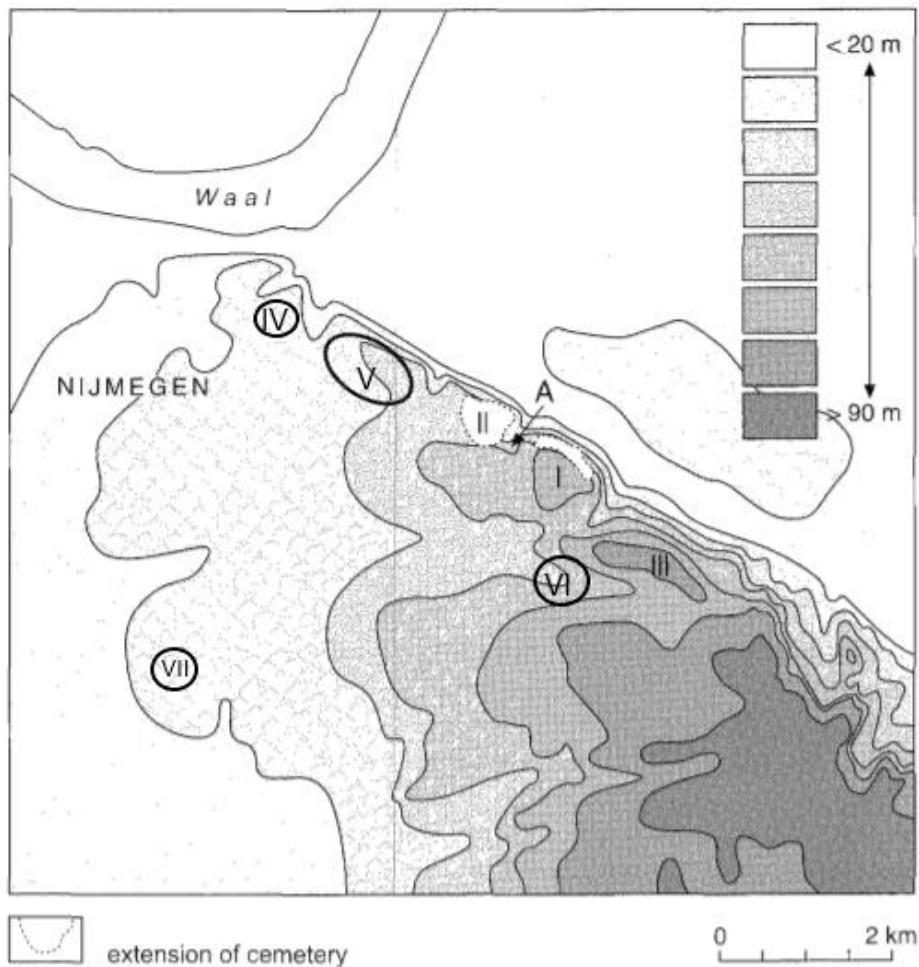 < 20 m
Waal
IV
NIJMEGEN
V
A
II
> 90 m
I
III
VI
VII
extension of cemetery
0 2 km